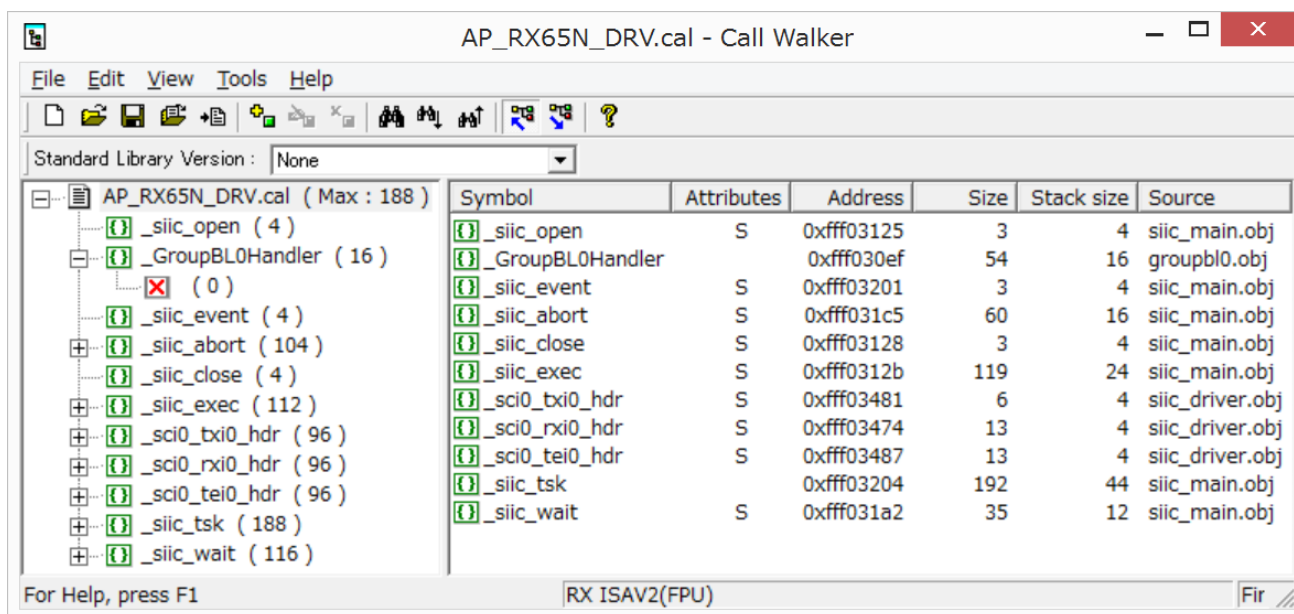 AP_RX65N_DRV.cal - Call Walker
File Edit View Tools Help
Standard Library Version : None
AP_RX65N_DRV.cal ( Max : 188 )
_siic_open ( 4 )
_GroupBL0Handler ( 16 )
( 0 )
_siic_event ( 4 )
_siic_abort ( 104 )
_siic_close ( 4 )
_siic_exec ( 112 )
_sci0_txi0_hdr ( 96 )
_sci0_rxi0_hdr ( 96 )
_sci0_tei0_hdr ( 96 )
_siic_tsk ( 188 )
_siic_wait ( 116 )
Symbol Attributes Address Size Stack size Source
_siic_open S 0xfff03125 3 4 siic_main.obj
_GroupBL0Handler 0xfff030ef 54 16 groupbl0.obj
_siic_event S 0xfff03201 3 4 siic_main.obj
_siic_abort S 0xfff031c5 60 16 siic_main.obj
_siic_close S 0xfff03128 3 4 siic_main.obj
_siic_exec S 0xfff0312b 119 24 siic_main.obj
_sci0_txi0_hdr S 0xfff03481 6 4 siic_driver.obj
_sci0_rxi0_hdr S 0xfff03474 13 4 siic_driver.obj
_sci0_tei0_hdr S 0xfff03487 13 4 siic_driver.obj
_siic_tsk 0xfff03204 192 44 siic_main.obj
_siic_wait S 0xfff031a2 35 12 siic_main.obj
For Help, press F1 RX ISAV2(FPU) Fir